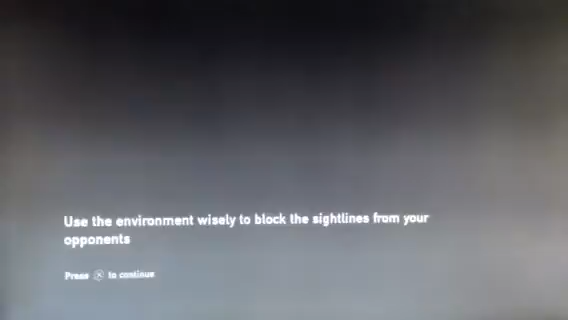 Use the environment wisely to block the sightlines from your
opponents
Press ⓧ to continue